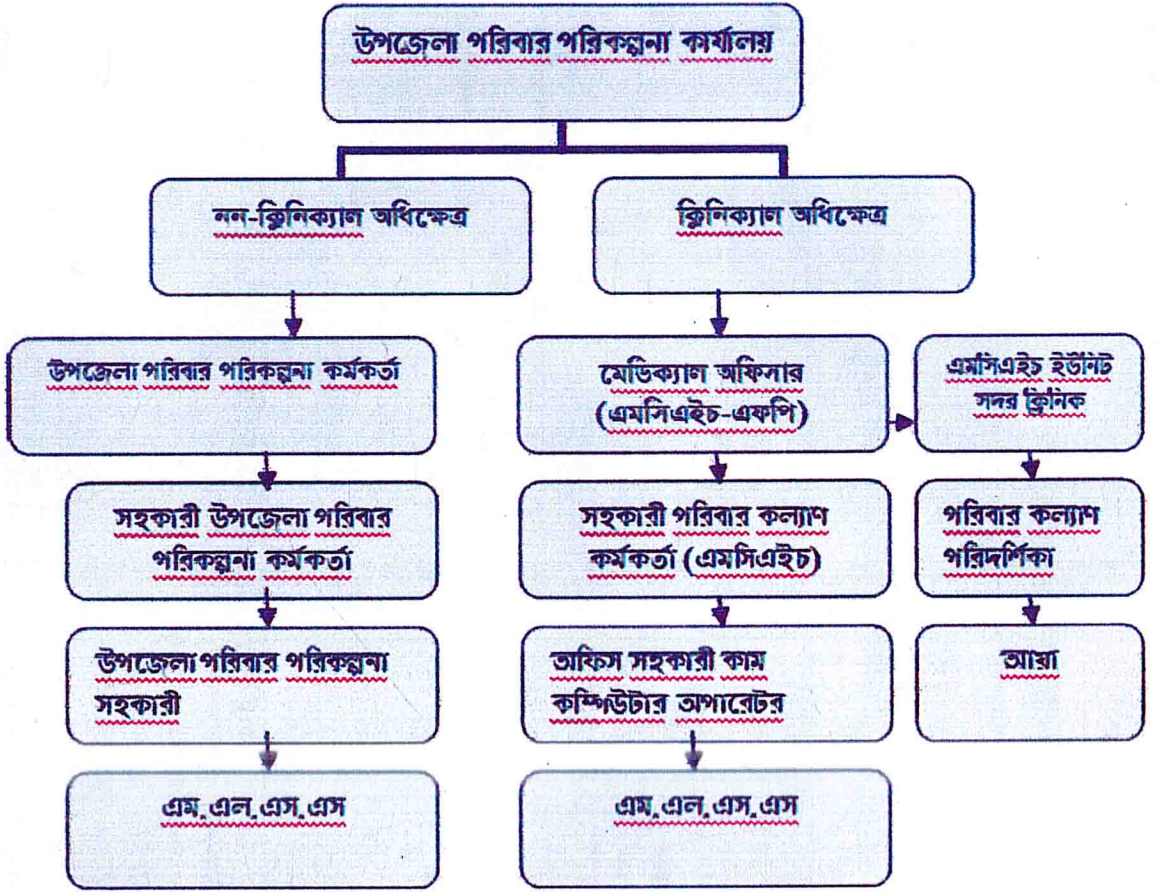 উপজেলা পরিবার পরিকল্পনা কার্যালয়
নন-ক্লিনিক্যাল অধিক্ষেত্র
ক্লিনিক্যাল অধিক্ষেত্র
উপজেলা পরিবার পরিকল্পনা কর্মকর্তা
মেডিক্যাল অফিসার
(এমসিএইচ-এফপি)
এমসিএইচ ইউনিট
সদর ক্লিনিক
সহকারী উপজেলা পরিবার
পরিকল্পনা কর্মকর্তা
সহকারী পরিবার কল্যাণ
কর্মকর্তা (এমসিএইচ)
পরিবার কল্যাণ
পরিদর্শিকা
উপজেলা পরিবার পরিকল্পনা
সহকারী
অফিস সহকারী কাম
কম্পিউটার অপারেটর
আয়া
এম.এল.এস.এস
এম.এল.এস.এস